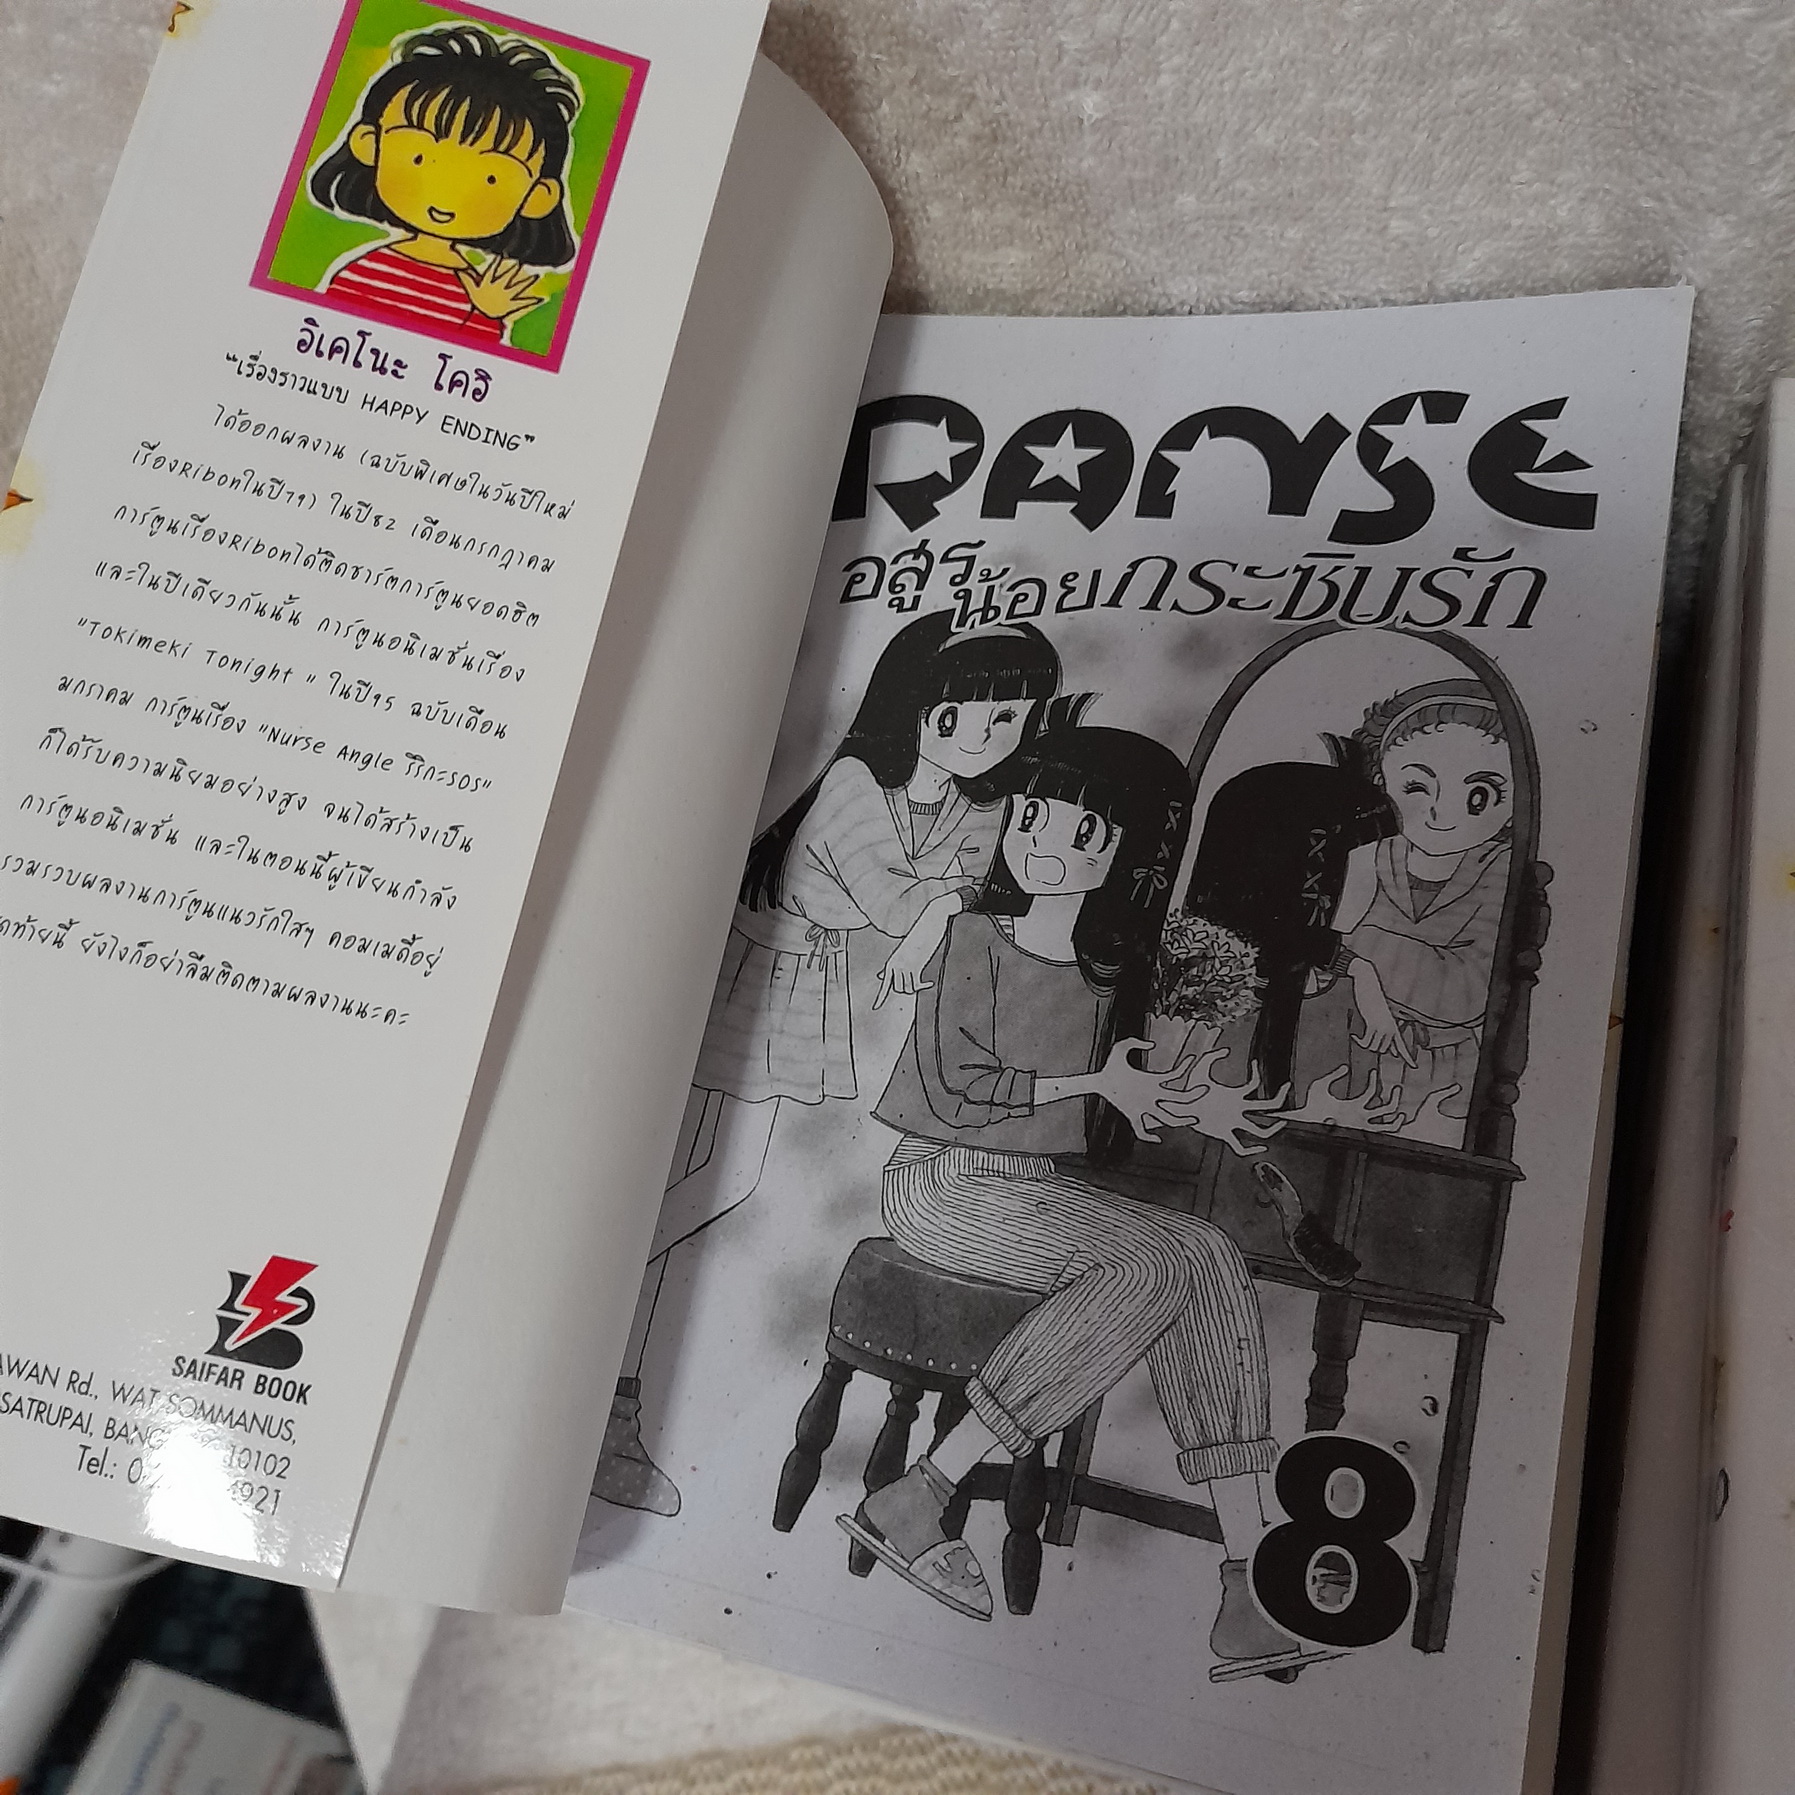 อิเคโนะ โคอิ
"เรื่องราวแบบ HAPPY ENDING"
ได้ออกผลงาน (ฉบับพิเศษในวันปีใหม่
เรื่องRibonในปี79) ในปี82 เดือนกรกฎาคม
การ์ตูนเรื่องRibonได้ติดชาร์ตการ์ตูนยอดฮิต
และในปีเดียวกันนั้น การ์ตูนอนิเมชั่นเรื่อง
"Tokimeki Tonight " ในปี95 ฉบับเดือน
มกราคม การ์ตูนเรื่อง "Nurse Angle ริริกะSOS"
ก็ได้รับความนิยมอย่างสูง จนได้สร้างเป็น
การ์ตูนอนิเมชั่น และในตอนนี้ผู้เขียนกำลัง
รวมรวบผลงานการ์ตูนแนวรักใสๆ คอมเมดี้อยู่
ท้ายนี้ ยังไงก็อย่าลืมติดตามผลงานนะคะ
SAIFAR BOOK
AWAN Rd., WAT SOMMANUS,
SATRUPAI, 10102
Tel.: 921
RANSE
อสูรน้อยกระซิบรัก
8